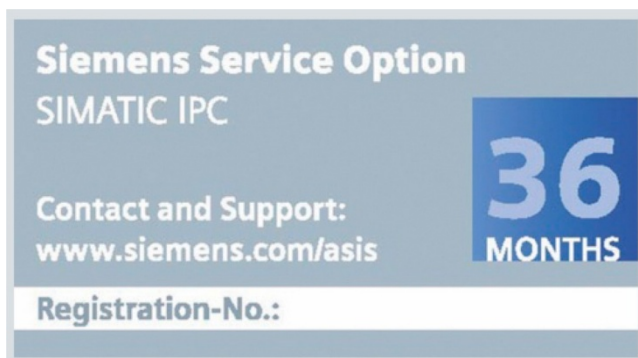 Siemens Service Option
SIMATIC IPC
36
MONTHS
Contact and Support:
www.siemens.com/asis
Registration-No.: